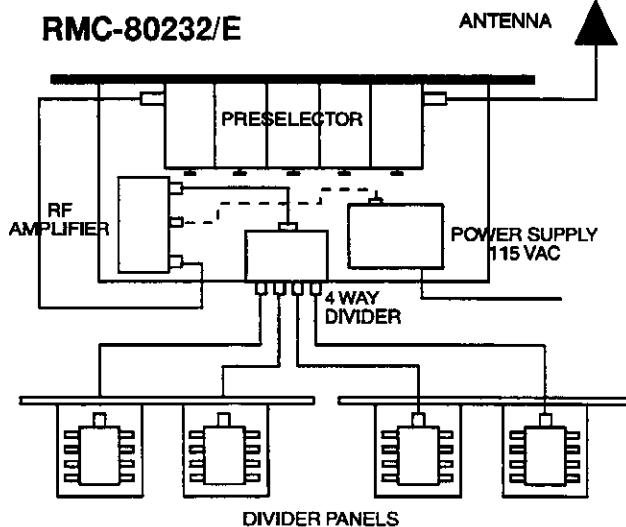 RMC-80232/E
ANTENNA
PRESELECTOR
RF
AMPLIFIER
POWER SUPPLY
115 VAC
4 WAY
DIVIDER
DIVIDER PANELS